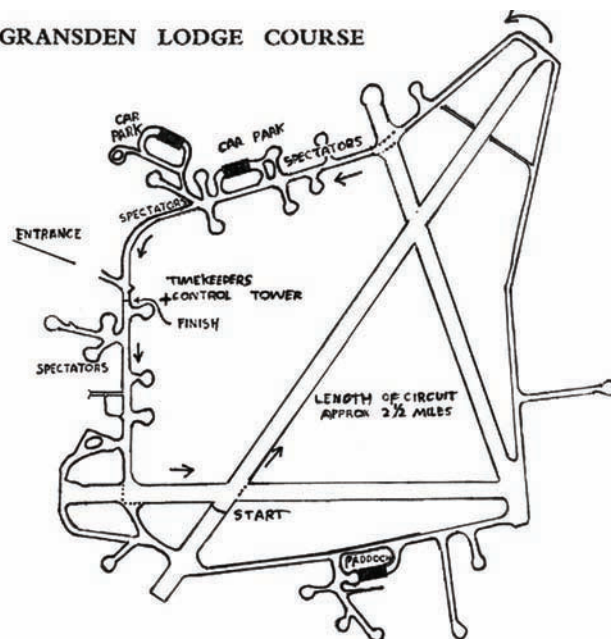 GRANSDEN LODGE COURSE
CAR
PARK
CAR PARK
SPECTATORS
SPECTATORS
ENTRANCE
TIMEKEEPERS
CONTROL TOWER
FINISH
SPECTATORS
LENGTH OF CIRCUIT
APPROX 2½ MILES
START
PADDOCK